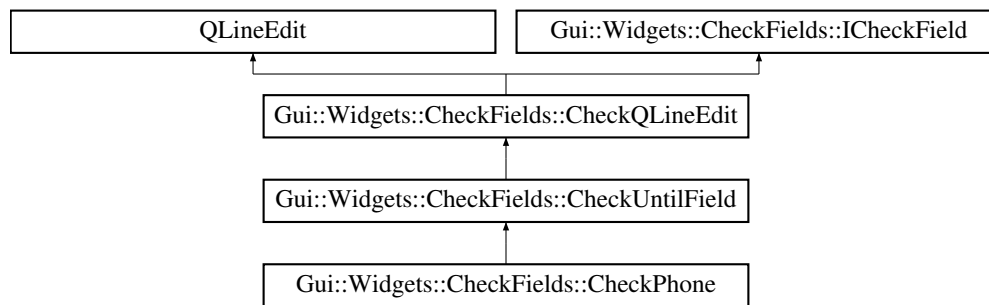 QLineEdit
Gui::Widgets::CheckFields::ICheckField
Gui::Widgets::CheckFields::CheckQLineEdit
Gui::Widgets::CheckFields::CheckUntilField
Gui::Widgets::CheckFields::CheckPhone